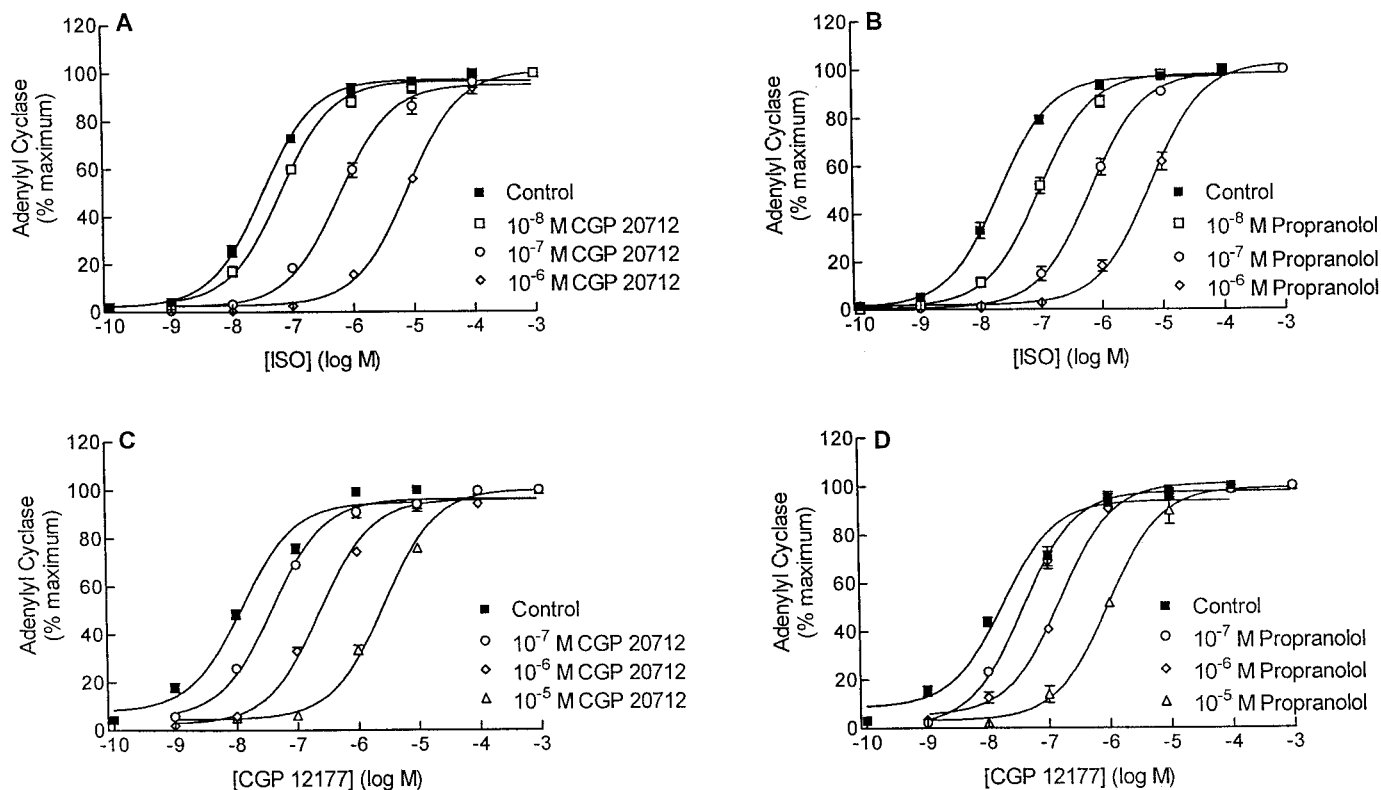 A
Adenylyl Cyclase
(% maximum)
120
100
80
60
40
20
0
-10 -9 -8 -7 -6 -5 -4 -3
[ISO] (log M)
Control
10-8 M CGP 20712
10-7 M CGP 20712
10-6 M CGP 20712
B
Adenylyl Cyclase
(% maximum)
120
100
80
60
40
20
0
-10 -9 -8 -7 -6 -5 -4 -3
[ISO] (log M)
Control
10-8 M Propranolol
10-7 M Propranolol
10-6 M Propranolol
C
Adenylyl Cyclase
(% maximum)
120
100
80
60
40
20
0
-10 -9 -8 -7 -6 -5 -4 -3
[CGP 12177] (log M)
Control
10-7 M CGP 20712
10-6 M CGP 20712
10-5 M CGP 20712
D
Adenylyl Cyclase
(% maximum)
120
100
80
60
40
20
0
-10 -9 -8 -7 -6 -5 -4 -3
[CGP 12177] (log M)
Control
10-7 M Propranolol
10-6 M Propranolol
10-5 M Propranolol